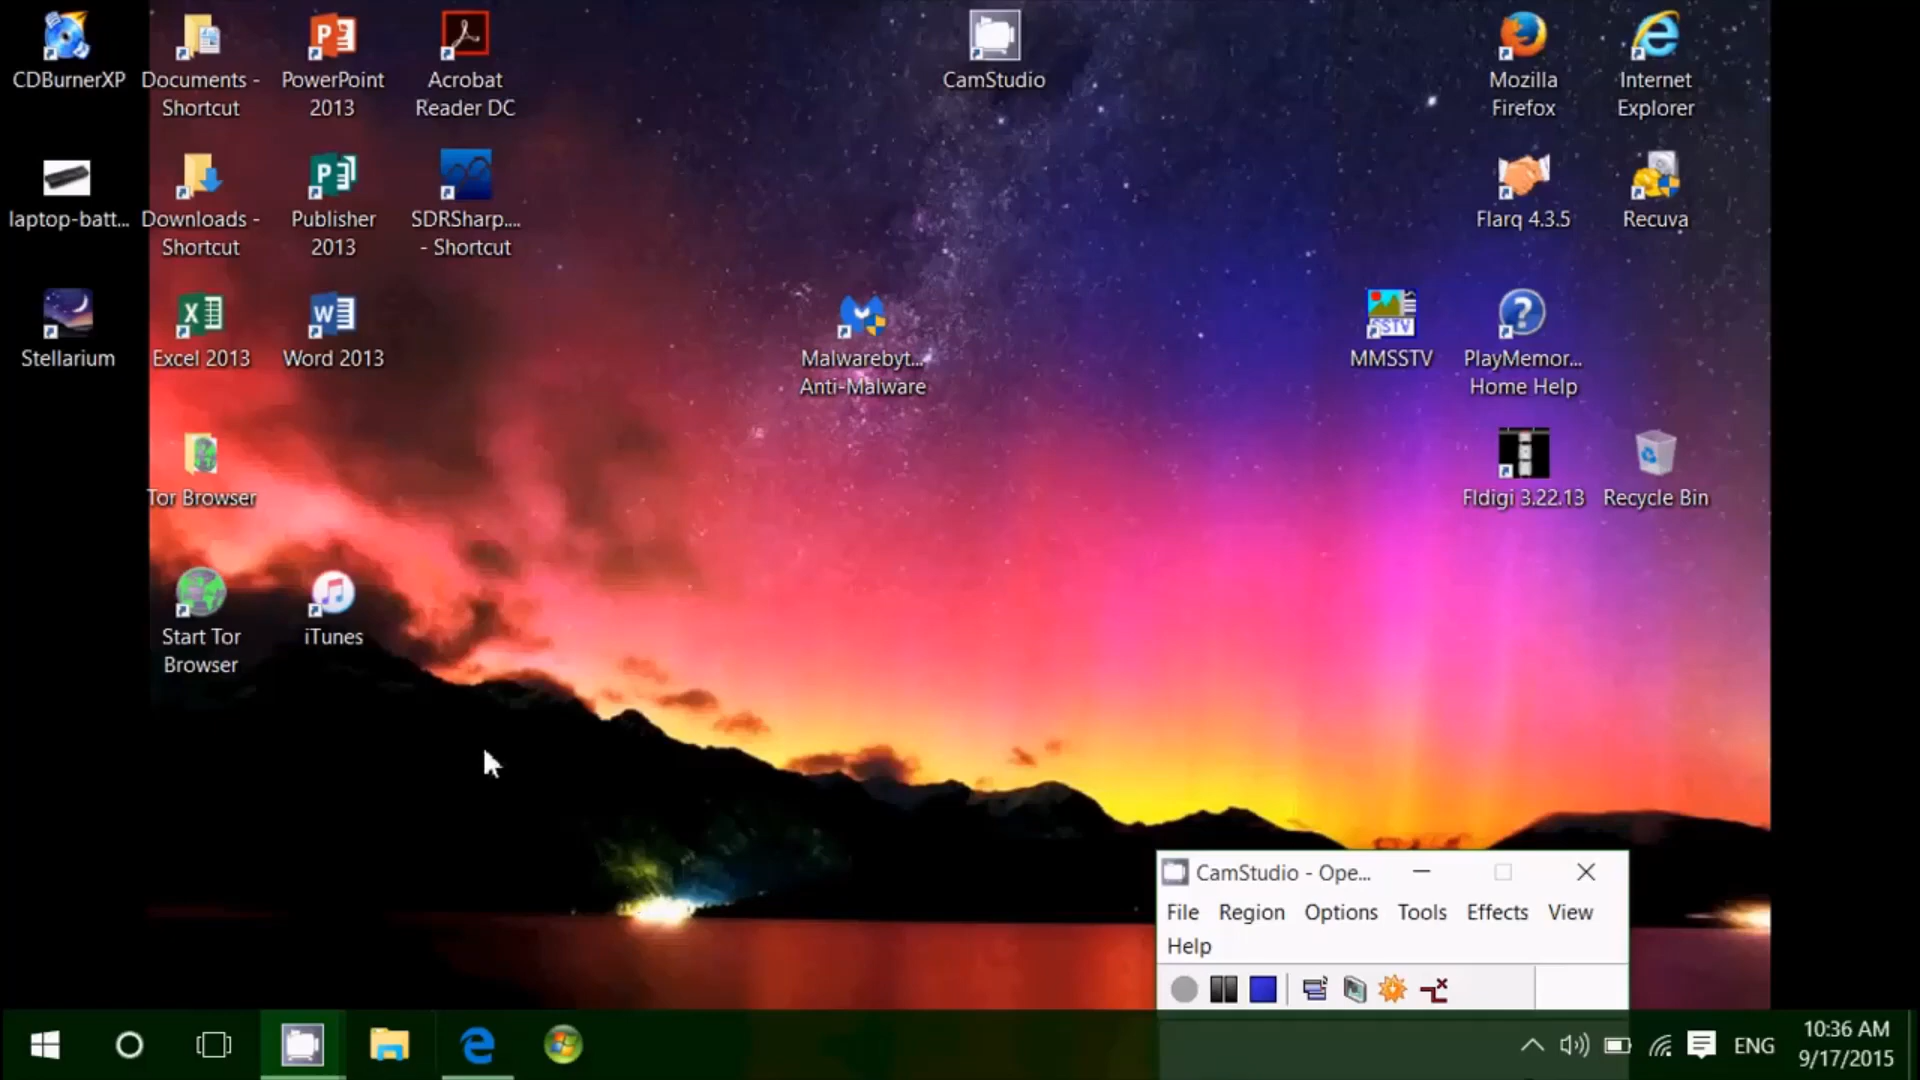 CDBurnerXP
Documents -
Shortcut
PowerPoint
2013
Acrobat
Reader DC
CamStudio
Mozilla
Firefox
Internet
Explorer
laptop-batt...
Downloads -
Shortcut
Publisher
2013
SDRSharp....
- Shortcut
Flarq 4.3.5
Recuva
Stellarium
Excel 2013
Word 2013
Malwarebyt...
Anti-Malware
SSTV
MMSSTV
PlayMemor...
Home Help
Tor Browser
Fldigi 3.22.13
Recycle Bin
Start Tor
Browser
iTunes
CamStudio - Ope...
File Region Options Tools Effects View
Help
ENG
10:36 AM
9/17/2015